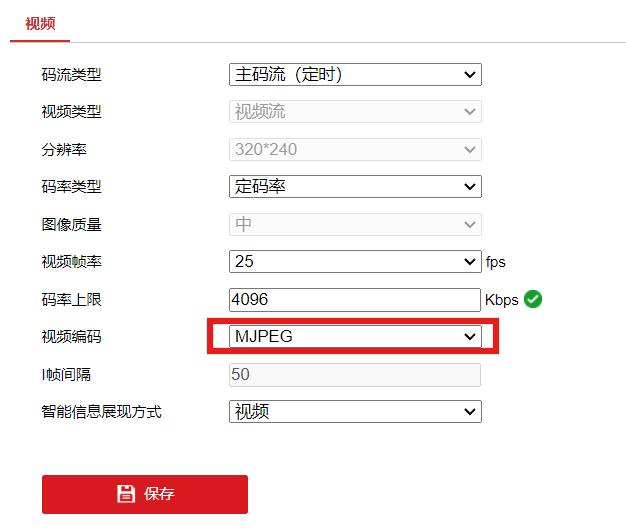 视频
码流类型 主码流（定时）
视频类型 视频流
分辨率 320*240
码率类型 定码率
图像质量 中
视频帧率 25 fps
码率上限 4096 Kbps
视频编码 MJPEG
I帧间隔 50
智能信息展现方式 视频
保存